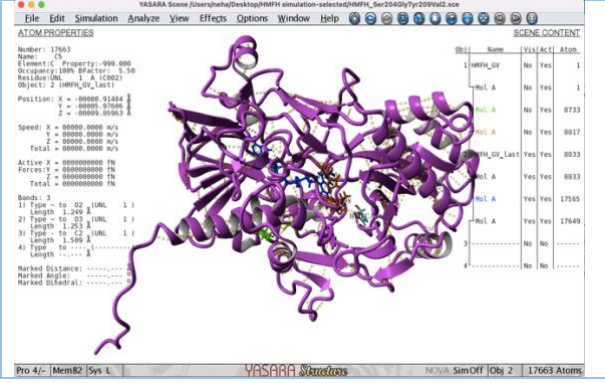 YASARA Scene /Users/neha/Desktop/HMFH simulation-selected/HMFH_Ser204GlyTyr209Val2.sce
File Edit Simulation Analyze View Effects Options Window Help
ATOM PROPERTIES
SCENE CONTENT
Number: 17663
Name: C5
Element:C Property:-999.000
Occupancy:100% BFactor: 5.50
Residue:UNL 1 A (C002)
Object: 2 (HMFH_GV_last)
Position: X = -00000.91484 Å
Y = -00005.97606 Å
Z = -00009.06963 Å
Speed: X = 00000.0000 m/s
Y = 00000.0000 m/s
Z = 00000.0000 m/s
Total = 00000.0000 m/s
Active X = 0000000000 fN
Forces:Y = 0000000000 fN
Z = 0000000000 fN
Total = 0000000000 fN
Bonds: 3
1) Type - to O2 (UNL 1 )
Length 1.249 Å
2) Type - to O3 (UNL 1 )
Length 1.253 Å
3) Type - to C2 (UNL 1 )
Length 1.509 Å
4) Type to ----(----------
Length --.--- Å
Marked Distance: -----.--- Å
Marked Angle: -----.--- °
Marked Dihedral: -----.--- °
Obj Name Vis Act Atom
1 HMFH_GV No Yes 1
Mol A No Yes 1
Mol A No Yes 8733
Mol A No Yes 8817
HMFH_GV_last Yes Yes 8833
Mol A Yes Yes 8833
Mol A Yes Yes 17565
Mol A Yes Yes 17649
3 No No
4 No No
Pro 4/- Mem82 Sys L YASARA Structure NOVA SimOff Obj 2 17663 Atoms